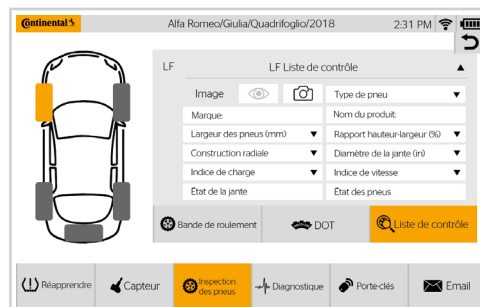 Continental
Alfa Romeo/Giulia/Quadrifoglio/2018
2:31 PM
LF
LF Liste de contrôle
Image
Type de pneu
Marque:
Nom du produit:
Largeur des pneus (mm)
Rapport hauteur-largeur (%)
Construction radiale
Diamètre de la jante (in)
Indice de charge
Indice de vitesse
État de la jante
État des pneus
Bande de roulement
DOT
Liste de contrôle
Réapprendre
Capteur
Inspection
des pneus
Diagnostique
Porte-clés
Email